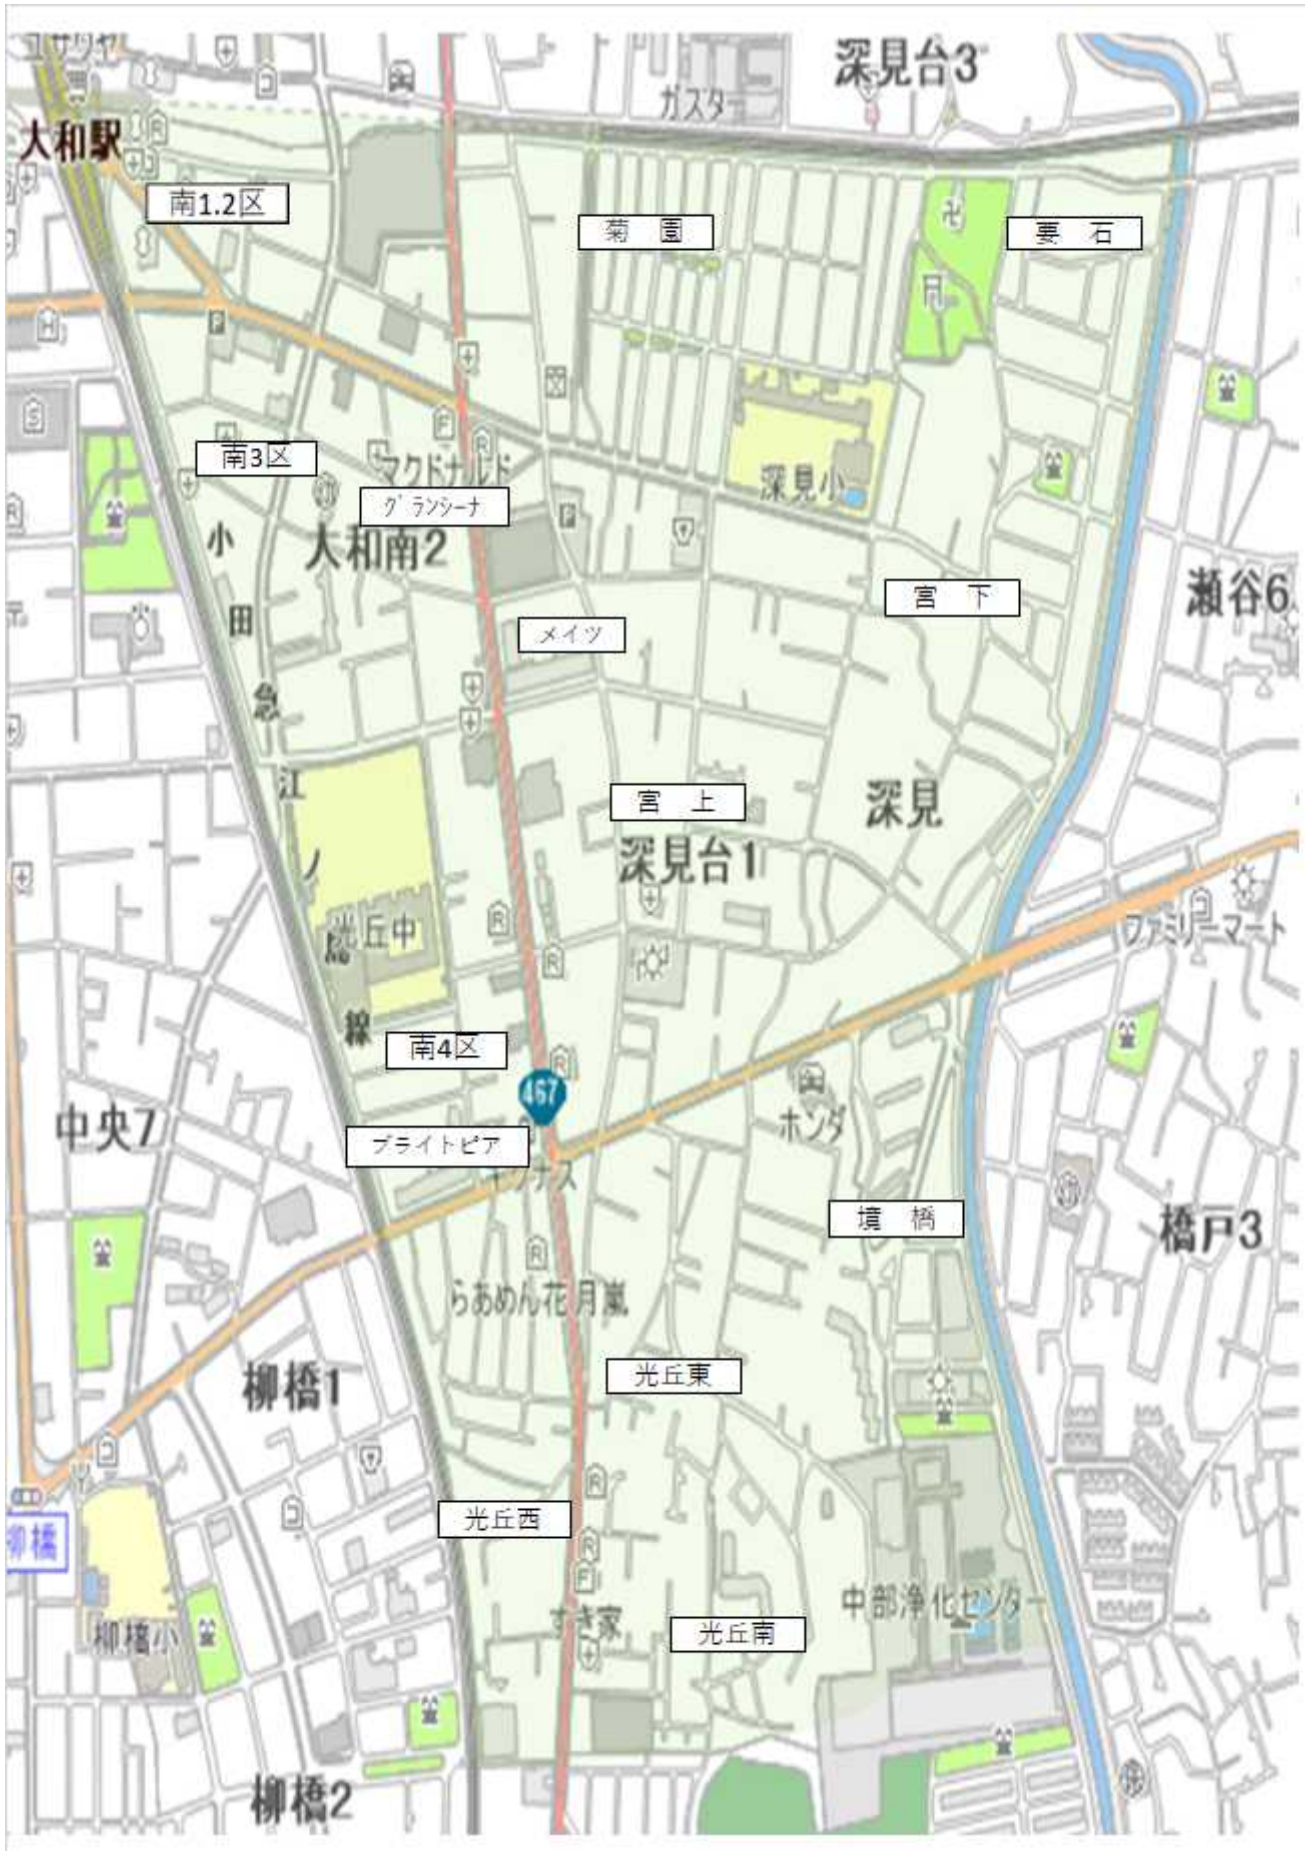 ユザワヤ
深見台3
ガスター
大和駅
南1.2区
菊 園
要 石
南3区
マクドナルド
深見小
グランシーナ
大和南2
小田急江ノ島線
宮 下
瀬谷6
メイツ
宮 上
深見
深見台1
光丘中
ファミリーマート
南4区
467
中央7
ブライトピア
ホンダ
境 橋
橋戸3
らあめん花月嵐
光丘東
柳橋1
光丘西
柳橋
中部浄化センター
すき家
光丘南
柳橋小
柳橋2